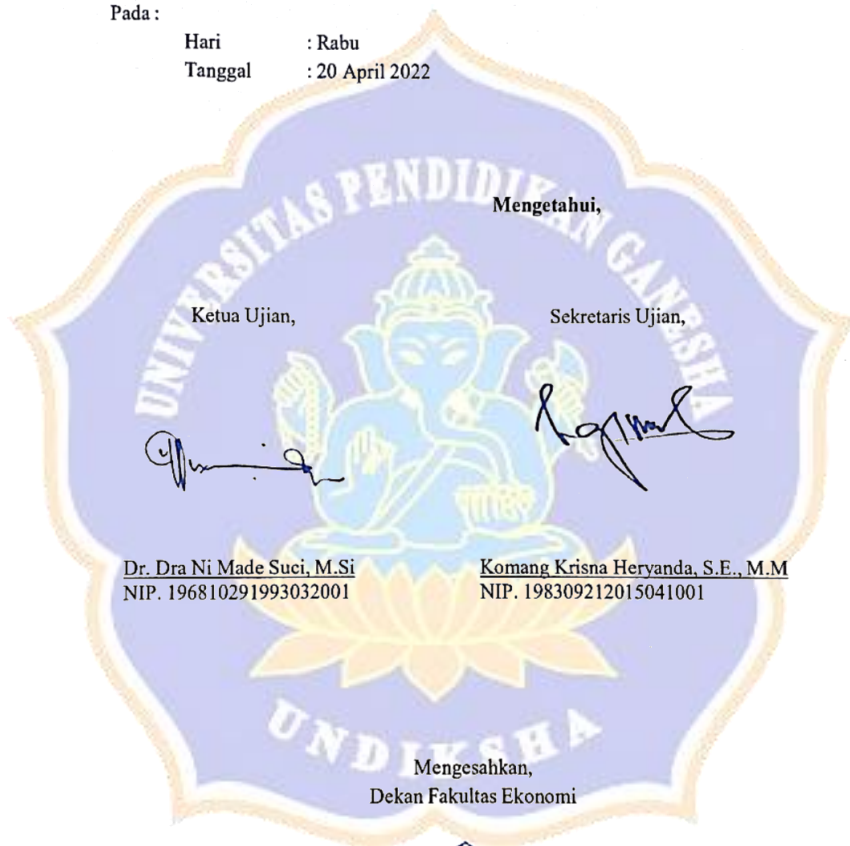 Pada :
Hari : Rabu
Tanggal : 20 April 2022
UNIVERSITAS PENDIDIKAN GANESHA
Mengetahui,
Ketua Ujian, Sekretaris Ujian,
Dr. Dra Ni Made Suci, M.Si Komang Krisna Heryanda, S.E., M.M
NIP. 196810291993032001 NIP. 198309212015041001
UNDIKSHA
Mengesahkan,
Dekan Fakultas Ekonomi